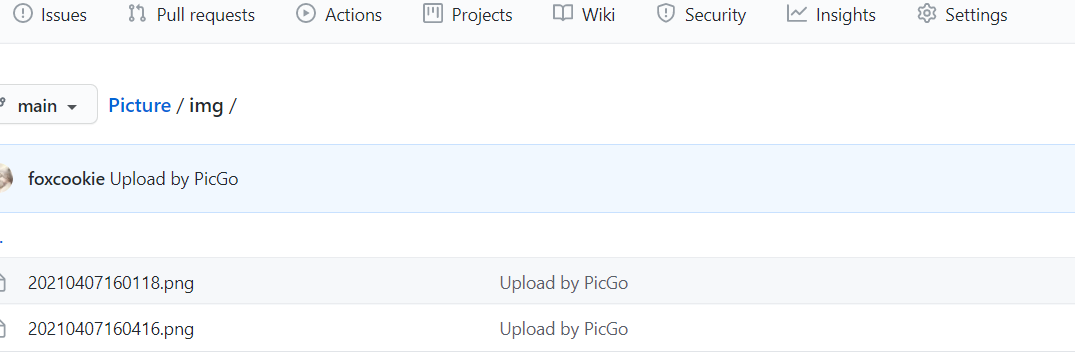 Issues Pull requests Actions Projects Wiki Security Insights Settings
main Picture / img /
foxcookie Upload by PicGo
.
20210407160118.png Upload by PicGo
20210407160416.png Upload by PicGo